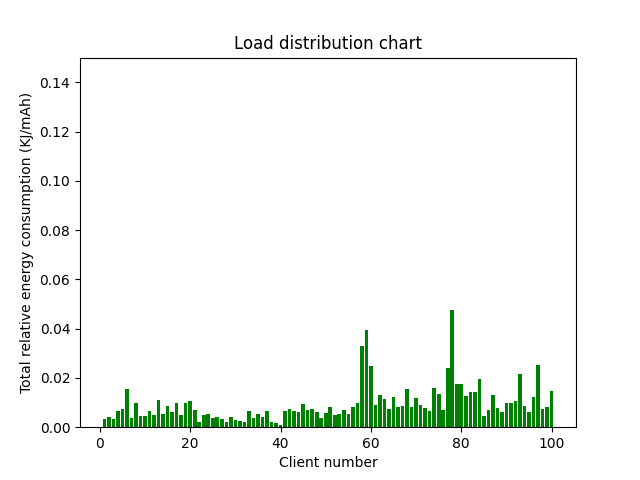 Load distribution chart
Total relative energy consumption (KJ/mAh)
0.14
0.12
0.10
0.08
0.06
0.04
0.02
0.00
0 20 40 60 80 100
Client number